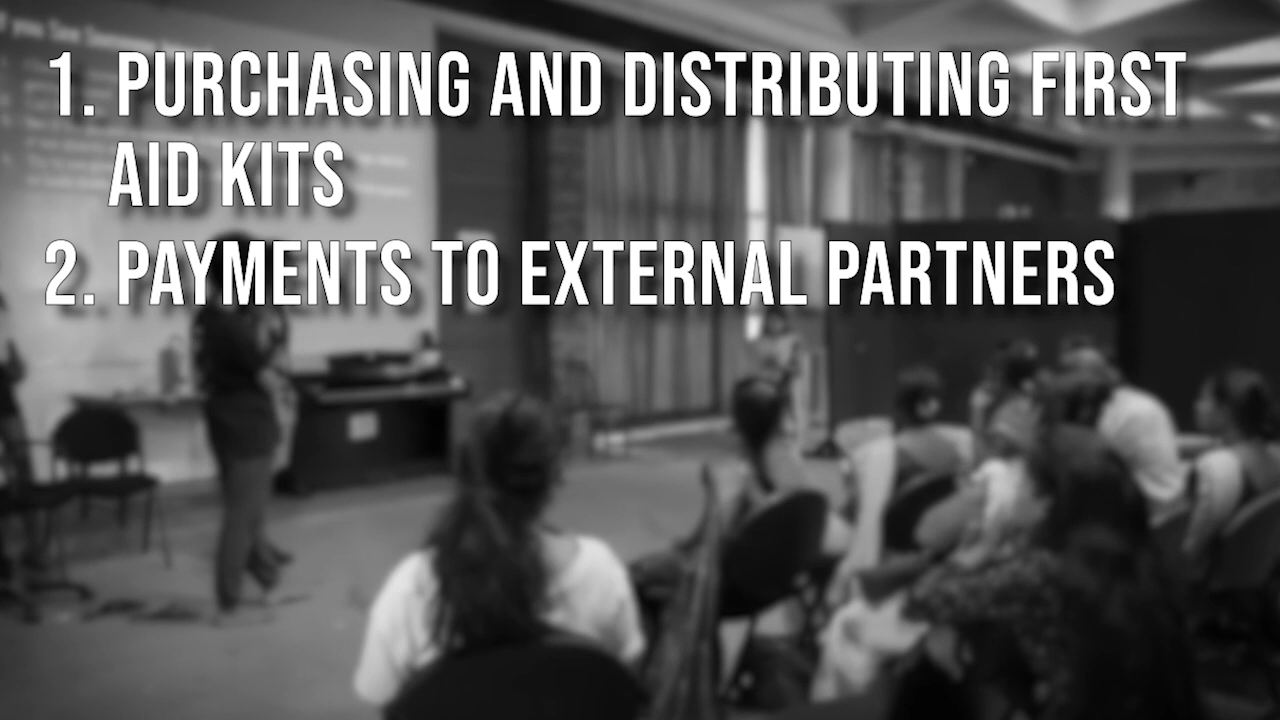 1. PURCHASING AND DISTRIBUTING FIRST
AID KITS
2. PAYMENTS TO EXTERNAL PARTNERS